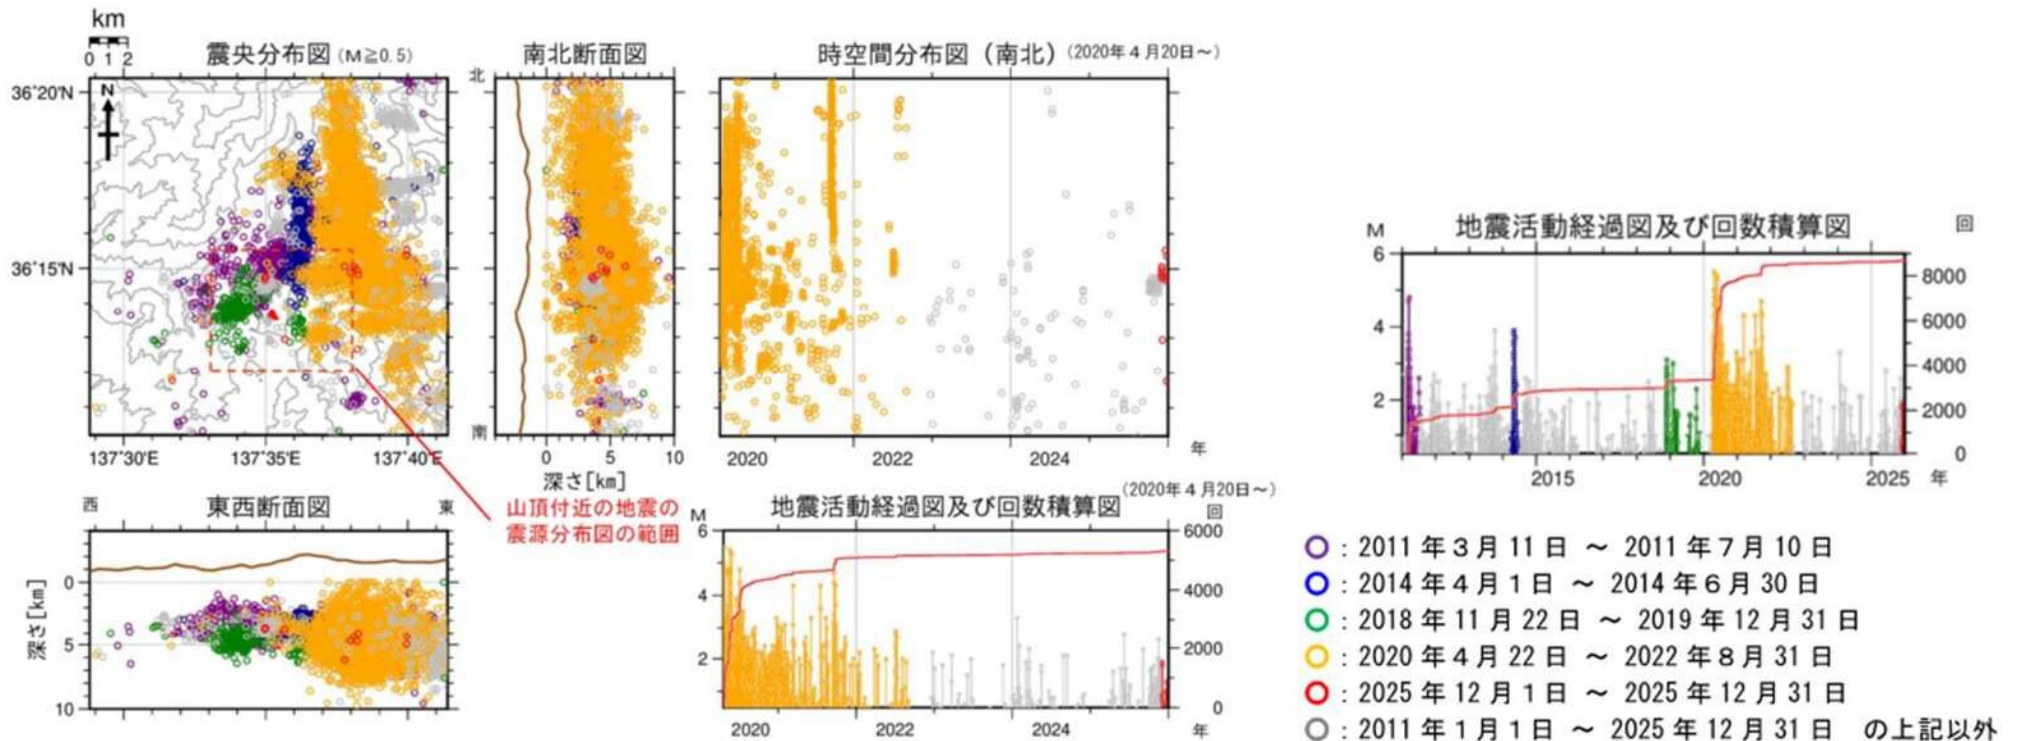 km
0 1 2
震央分布図 (M≧0.5)
N
36°20'N
36°15'N
137°30'E
137°35'E
137°40'E
南北断面図
北
南
0
5
10
深さ[km]
時空間分布図 (南北) (2020年4月20日~)
2020
2022
2024
年
山頂付近の地震の
震源分布図の範囲
東西断面図
西
東
0
5
10
深さ[km]
地震活動経過図及び回数積算図 (2020年4月20日~)
M
回
6
4
2
6000
4000
2000
0
2020
2022
2024
年
地震活動経過図及び回数積算図
M
回
6
4
2
8000
6000
4000
2000
0
2015
2020
2025
年
: 2011年3月11日 ~ 2011年7月10日
: 2014年4月1日 ~ 2014年6月30日
: 2018年11月22日 ~ 2019年12月31日
: 2020年4月22日 ~ 2022年8月31日
: 2025年12月1日 ~ 2025年12月31日
: 2011年1月1日 ~ 2025年12月31日 の上記以外